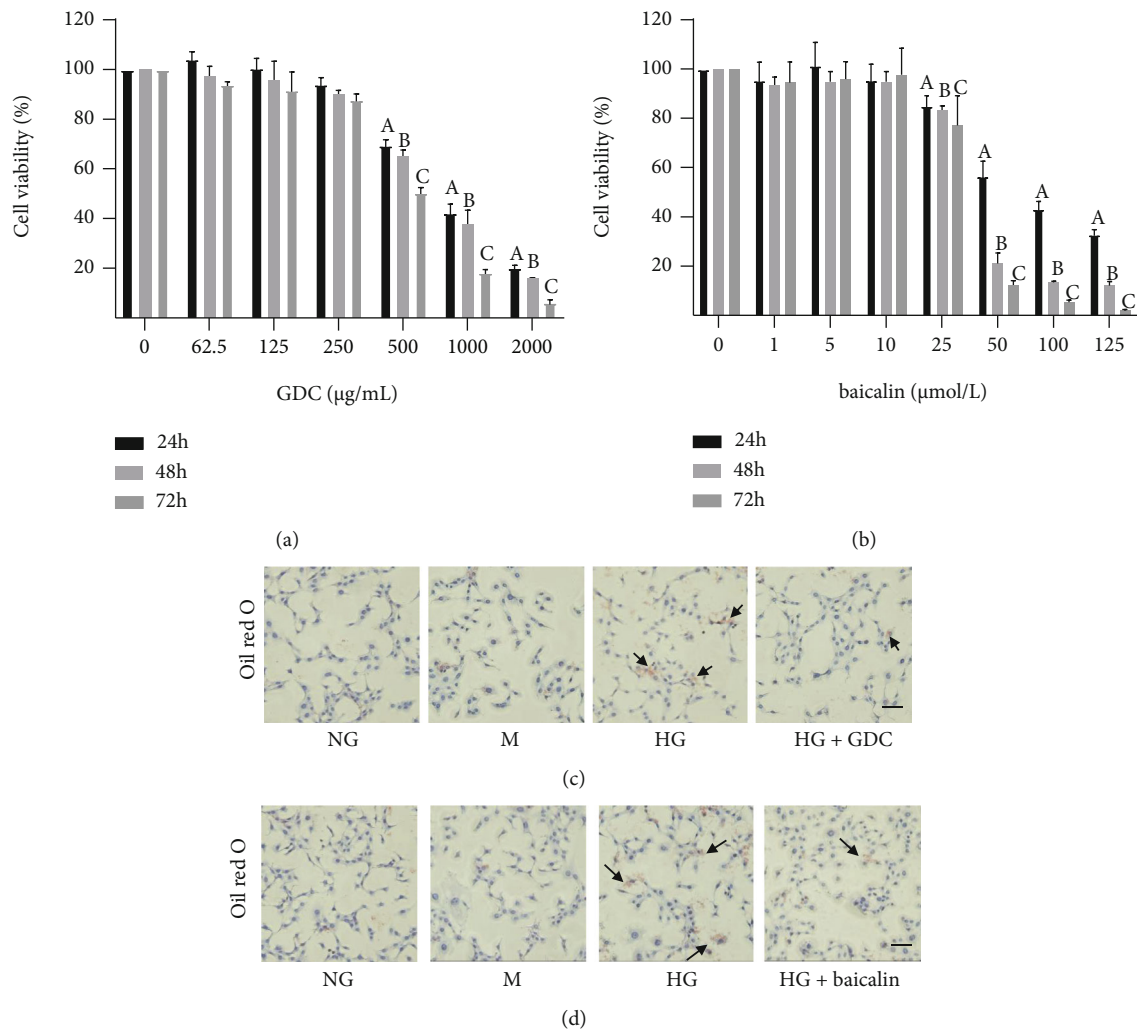 120
100
80
60
40
20
Cell viability (%)
A
B
C
A
B
C
A
B
C
0
62.5
125
250
500
1000
2000
GDC (µg/mL)
24h
48h
72h
(a)
120
100
80
60
40
20
Cell viability (%)
A
B
C
A
B
C
A
B
C
A
B
C
0
1
5
10
25
50
100
125
baicalin (µmol/L)
24h
48h
72h
(b)
Oil red O
NG
M
HG
HG + GDC
(c)
Oil red O
NG
M
HG
HG + baicalin
(d)